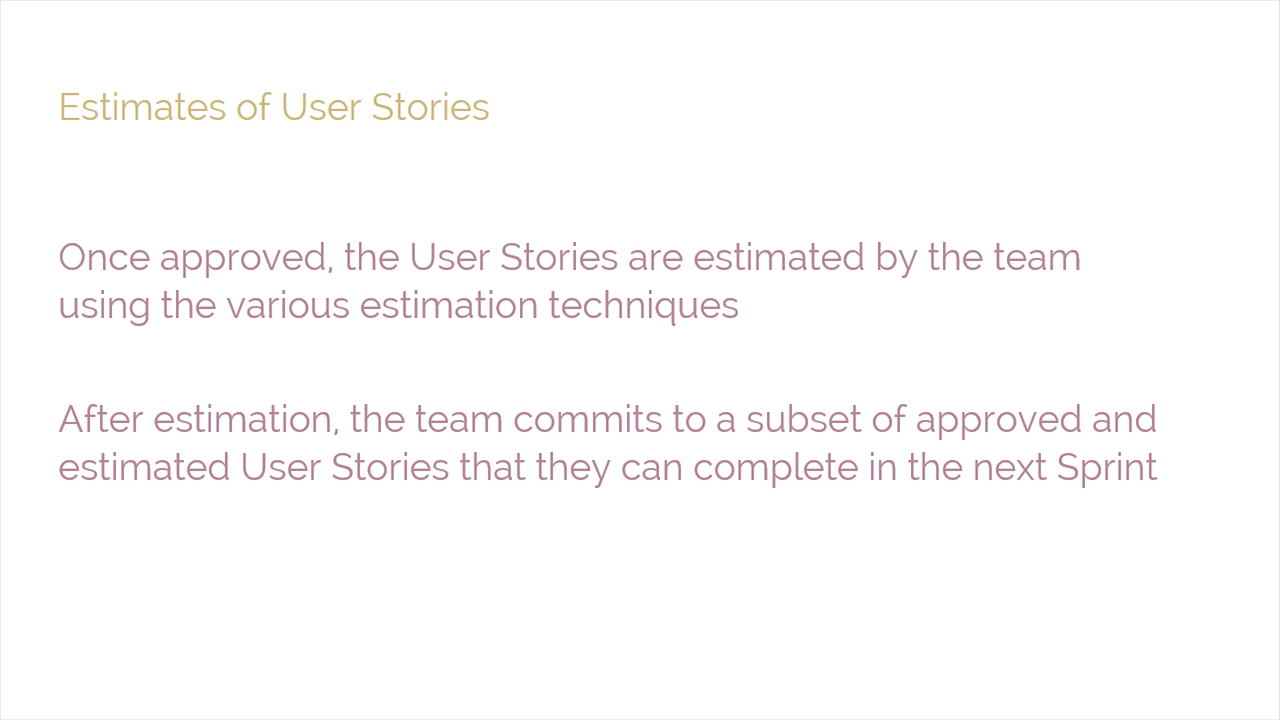 Estimates of User Stories
Once approved, the User Stories are estimated by the team
using the various estimation techniques
After estimation, the team commits to a subset of approved and
estimated User Stories that they can complete in the next Sprint